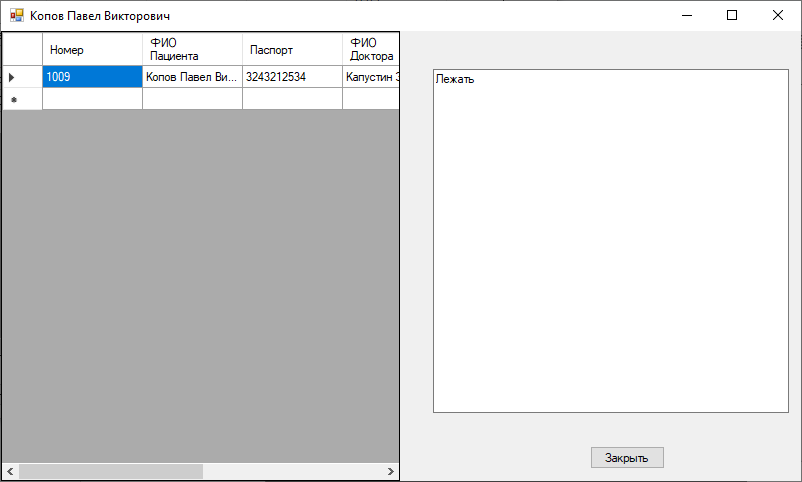 Копов Павел Викторович
Номер
ФИО
Пациента
Паспорт
ФИО
Доктора
1009
Копов Павел Ви...
3243212534
Капустин
Лежать
Закрыть